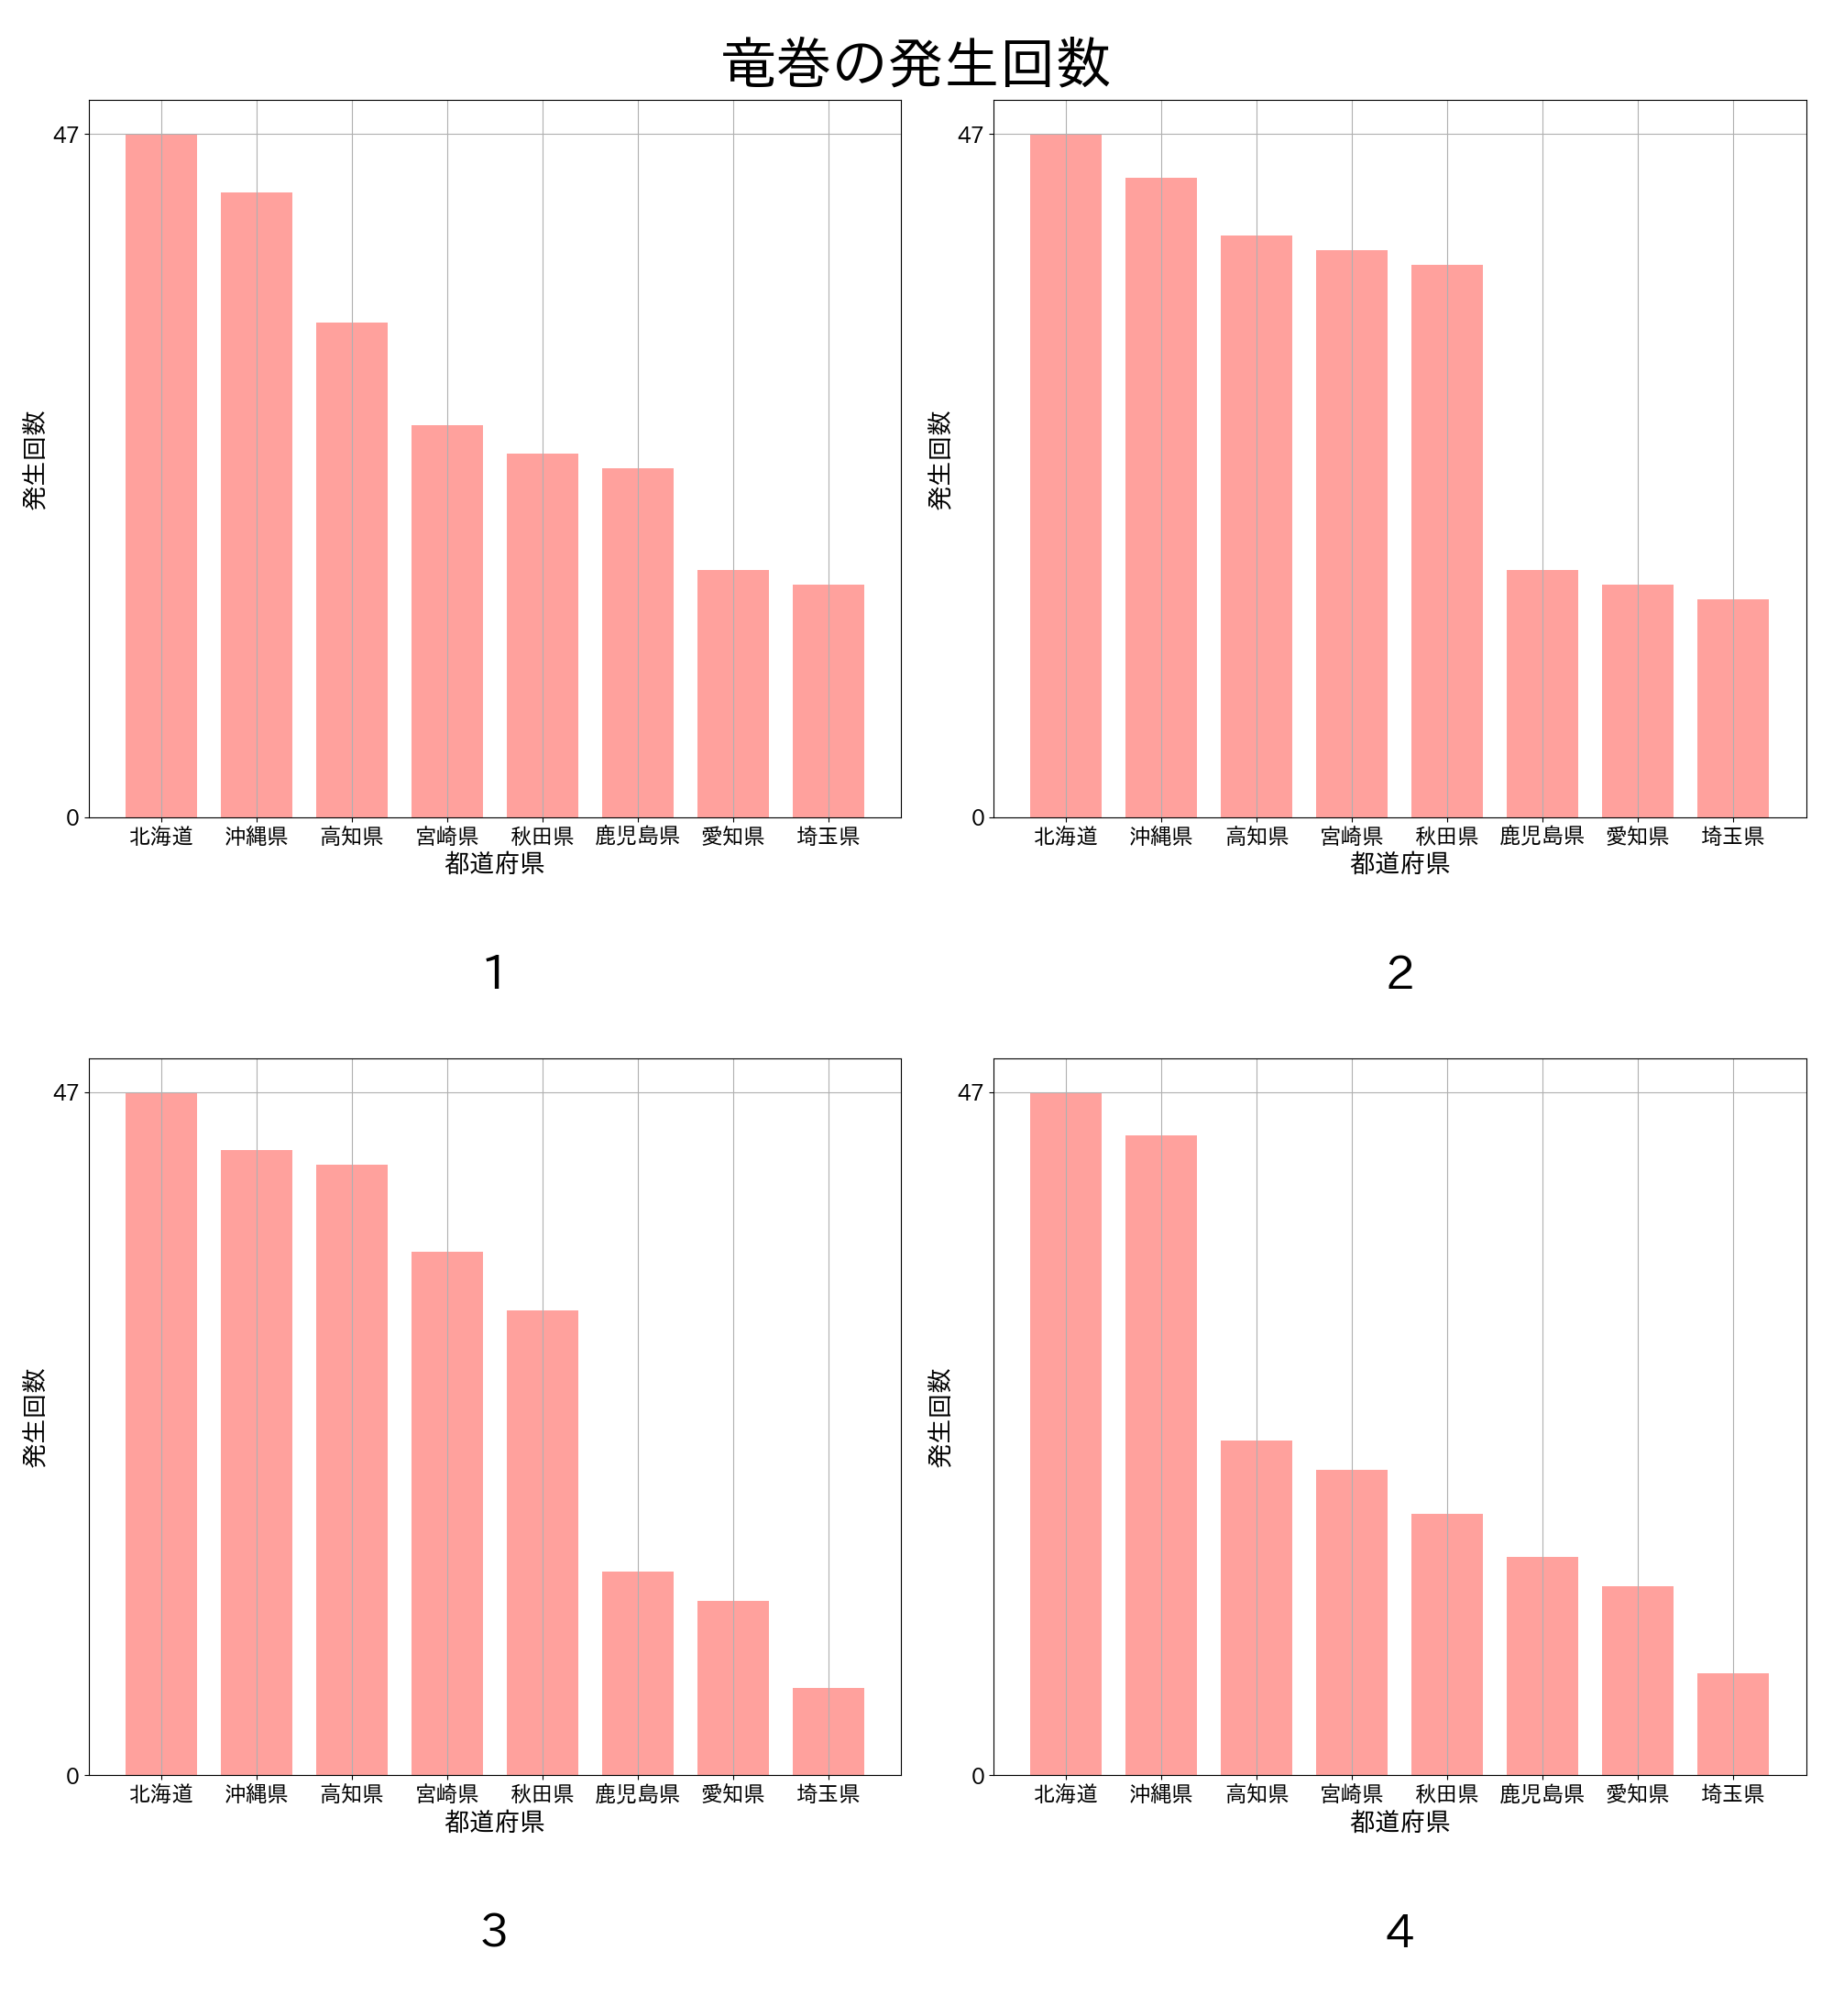 竜巻の発生回数
47
0
発生回数
北海道 沖縄県 高知県 宮崎県 秋田県 鹿児島県 愛知県 埼玉県
都道府県
1
47
0
発生回数
北海道 沖縄県 高知県 宮崎県 秋田県 鹿児島県 愛知県 埼玉県
都道府県
2
47
0
発生回数
北海道 沖縄県 高知県 宮崎県 秋田県 鹿児島県 愛知県 埼玉県
都道府県
3
47
0
発生回数
北海道 沖縄県 高知県 宮崎県 秋田県 鹿児島県 愛知県 埼玉県
都道府県
4